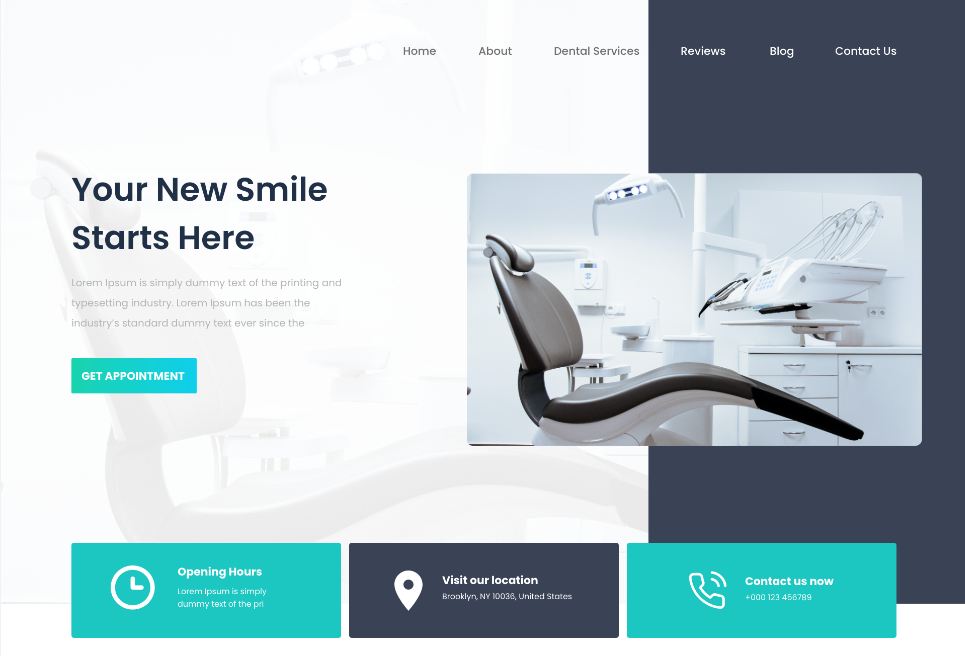 Home
About
Dental Services
Reviews
Blog
Contact Us
Your New Smile
Starts Here
Lorem Ipsum is simply dummy text of the printing and
typesetting industry. Lorem Ipsum has been the
industry's standard dummy text ever since the
GET APPOINTMENT
Opening Hours
Lorem Ipsum is simply
dummy text of the pri
Visit our location
Brooklyn, NY 10036, United States
Contact us now
+000 123 456789